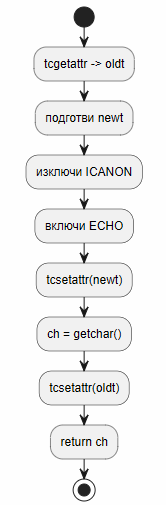 tcgetattr -> oldt
подготви newt
изключи ICANON
включи ECHO
tcsetattr(newt)
ch = getchar()
tcsetattr(oldt)
return ch